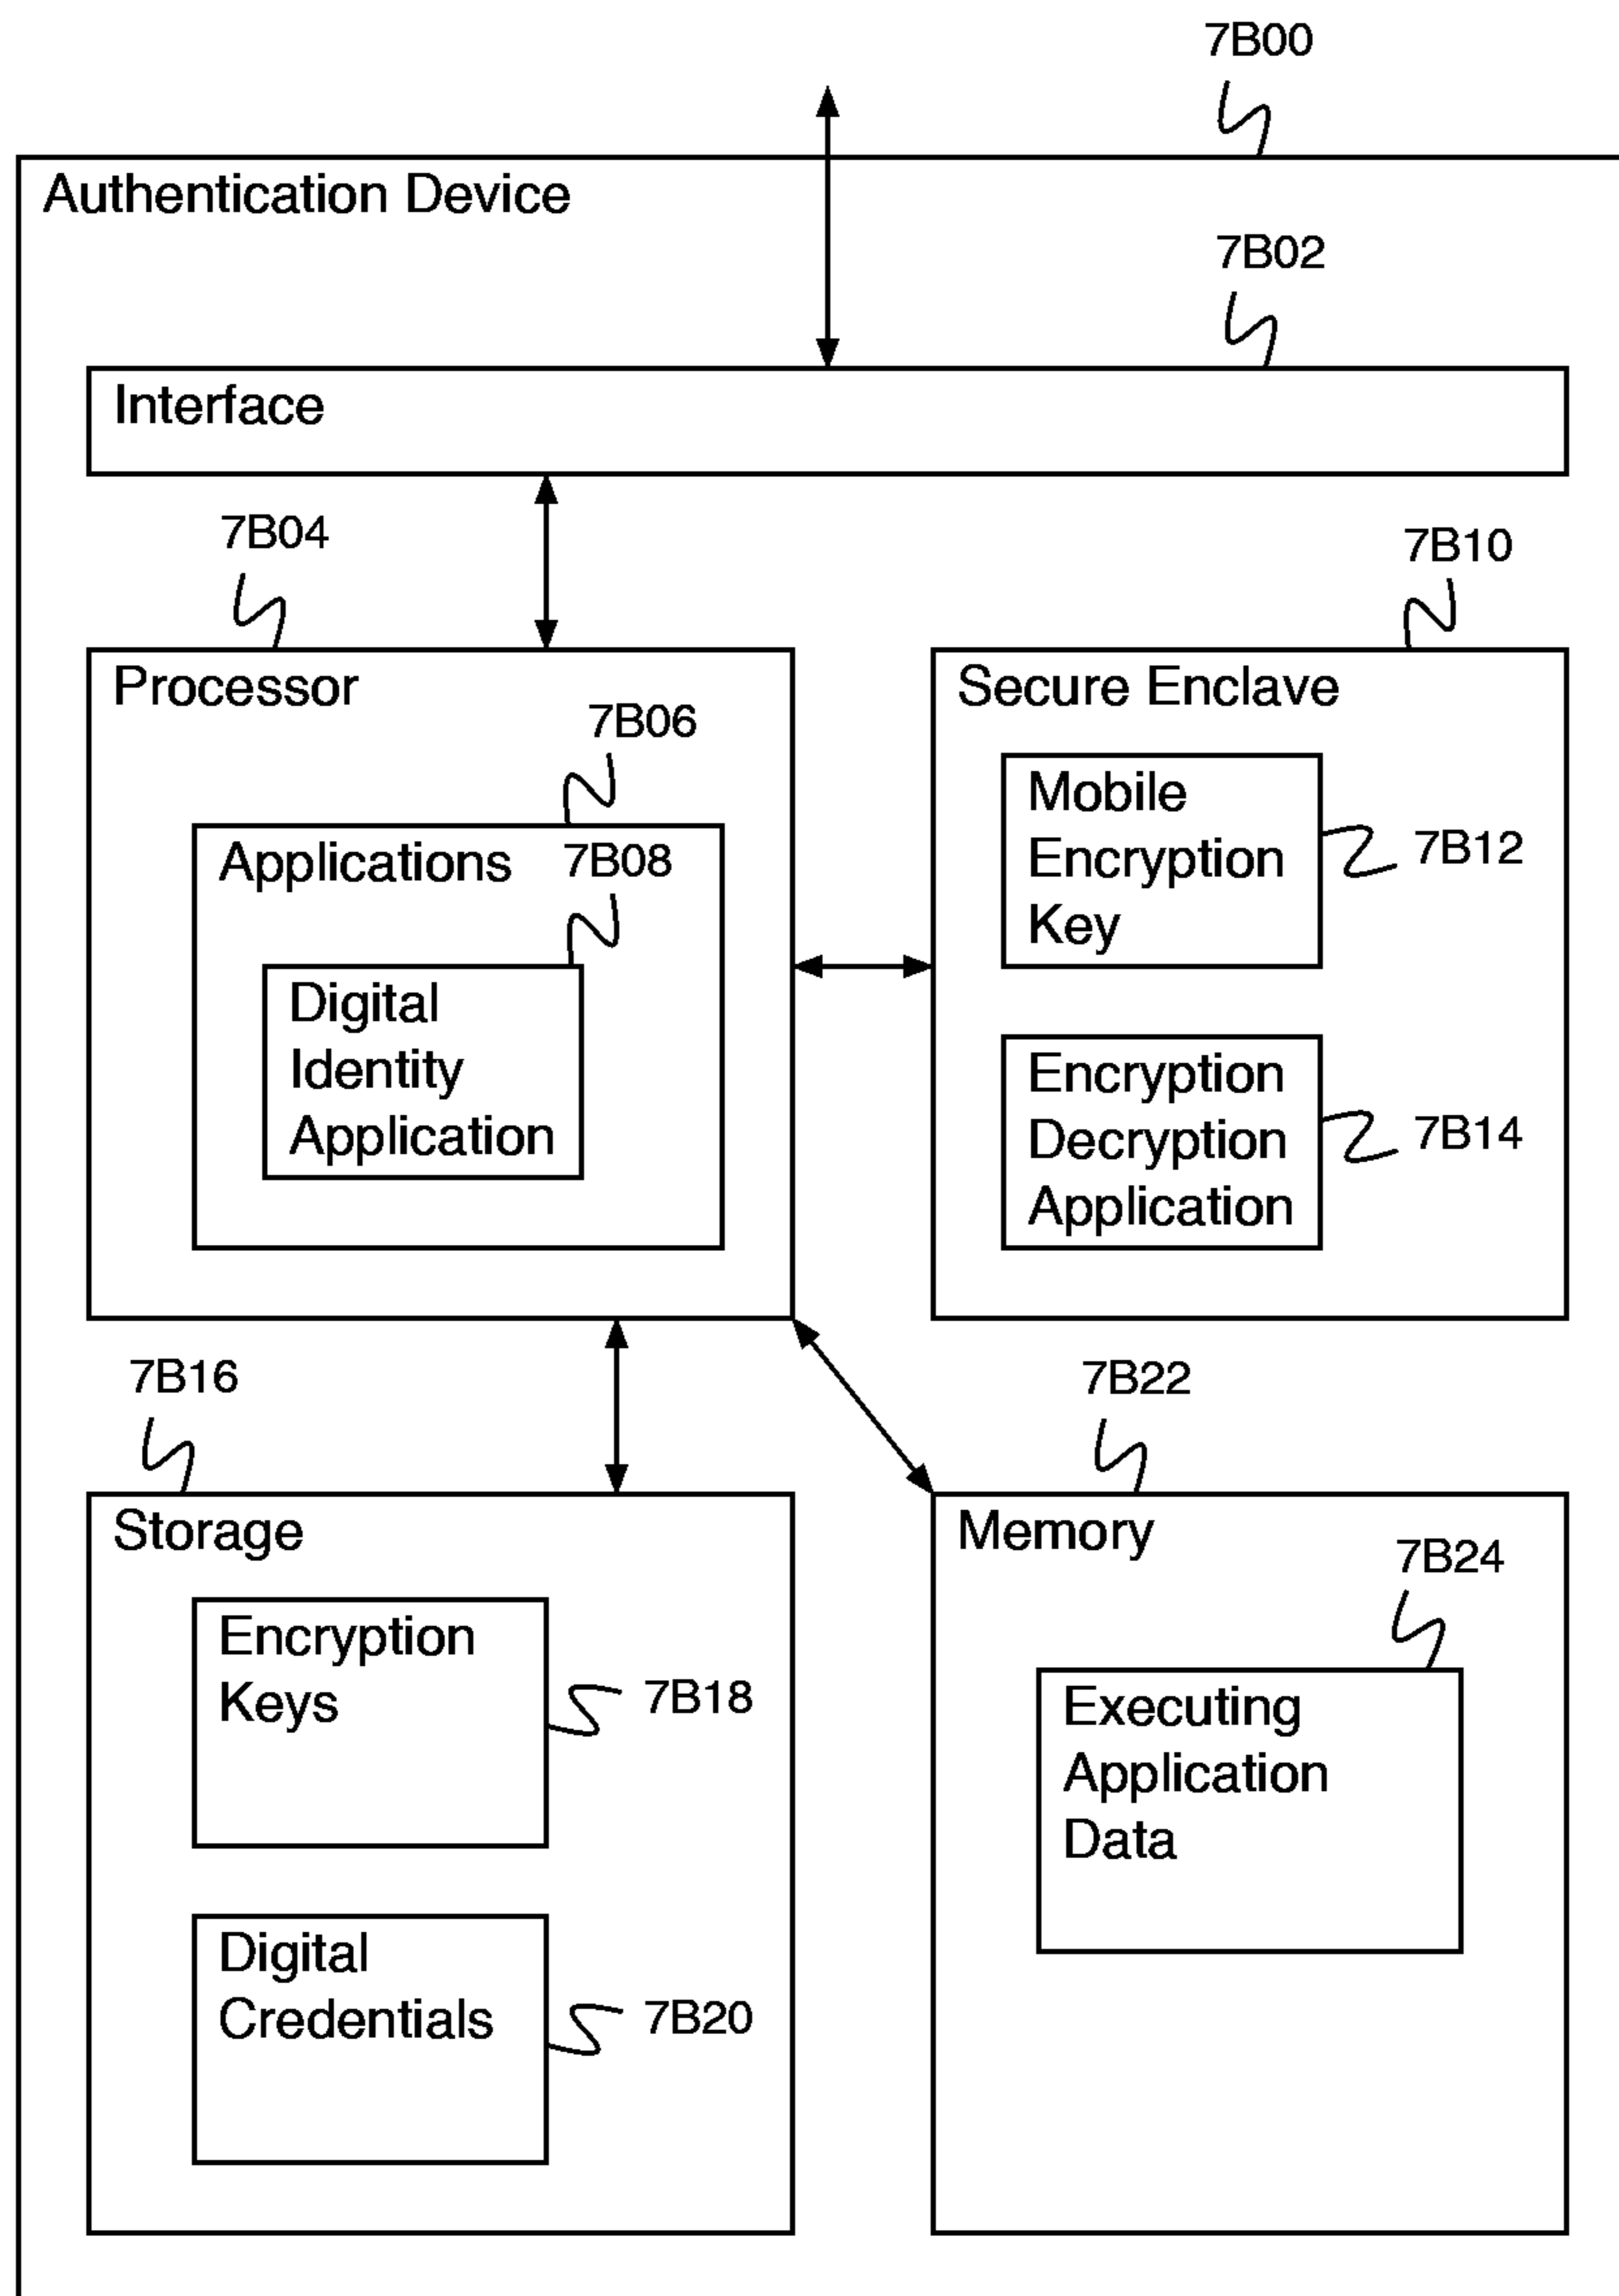 7B00
Authentication Device
7B02
Interface
7B04
7B10
Processor
Secure Enclave
7B06
Mobile
Encryption
Key
7B12
Applications
7B08
Digital
Identity
Application
Encryption
Decryption
Application
7B14
7B16
7B22
Storage
Memory
7B24
Encryption
Keys
7B18
Executing
Application
Data
Digital
Credentials
7B20